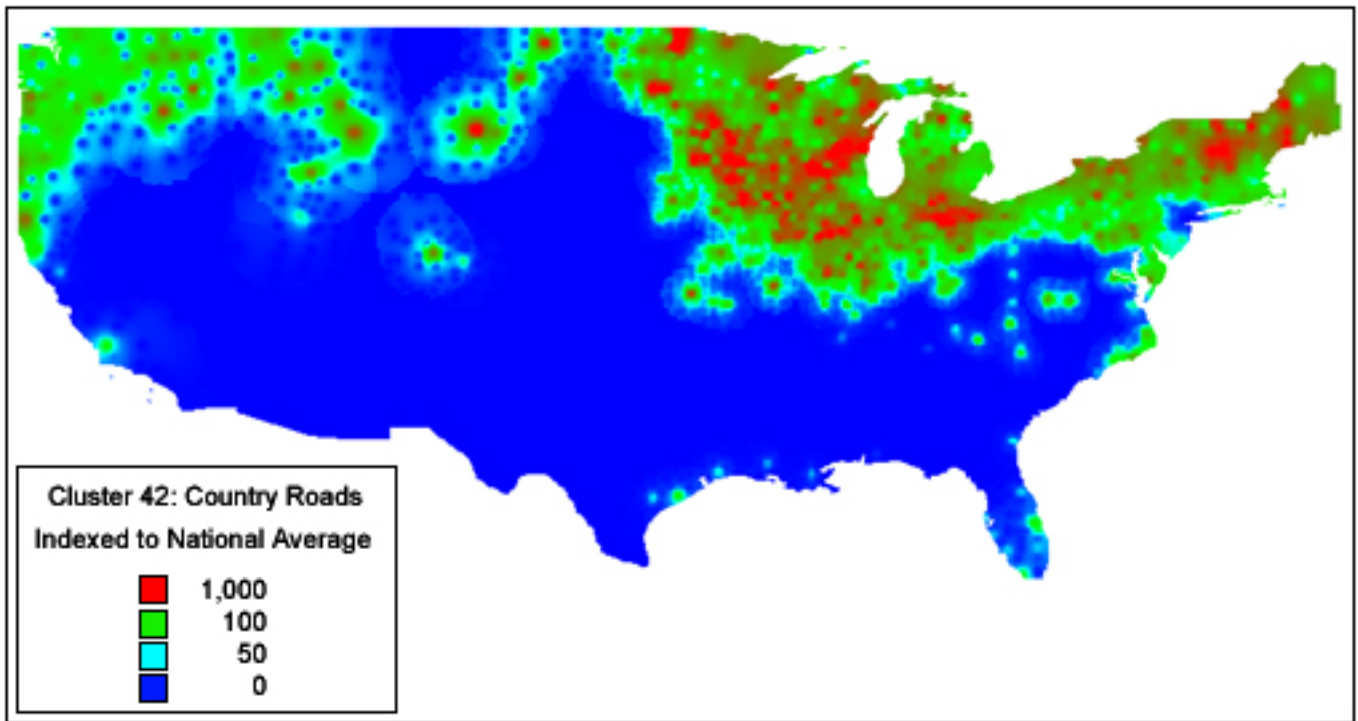 Cluster 42: Country Roads
Indexed to National Average
1,000
100
50
0